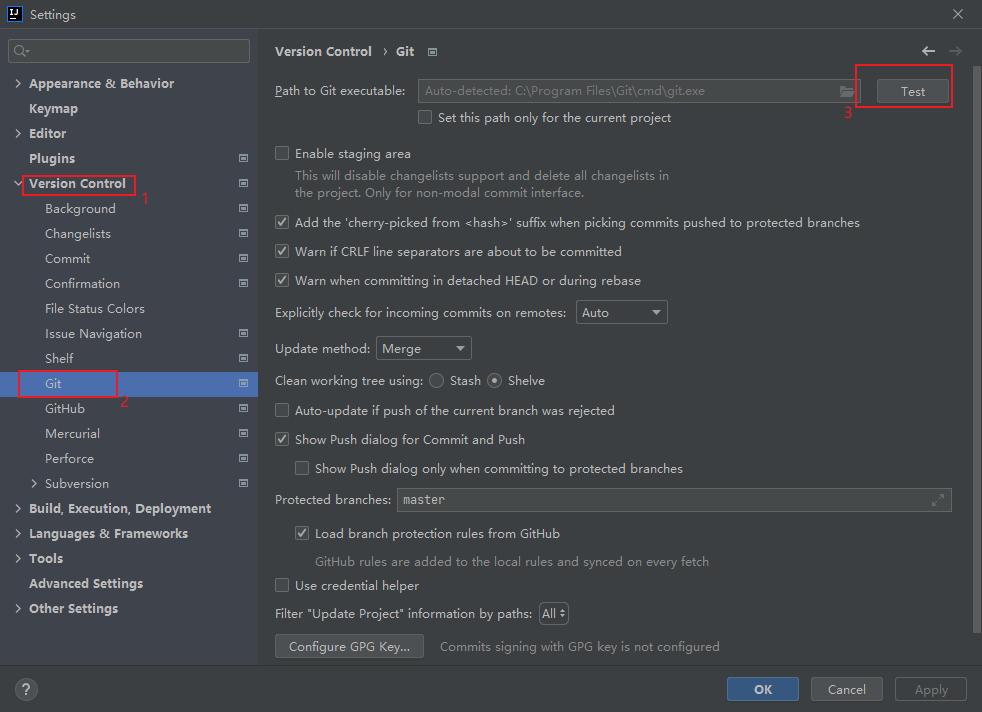 Settings
Appearance & Behavior
Keymap
Editor
Plugins
Version Control
1
Background
Changelists
Commit
Confirmation
File Status Colors
Issue Navigation
Shelf
Git
2
GitHub
Mercurial
Perforce
Subversion
Build, Execution, Deployment
Languages & Frameworks
Tools
Advanced Settings
Other Settings
Version Control › Git
Path to Git executable: Auto-detected: C:\Program Files\Git\cmd\git.exe Test
3
Set this path only for the current project
Enable staging area
This will disable changelists support and delete all changelists in
the project. Only for non-modal commit interface.
Add the 'cherry-picked from <hash>' suffix when picking commits pushed to protected branches
Warn if CRLF line separators are about to be committed
Warn when committing in detached HEAD or during rebase
Explicitly check for incoming commits on remotes: Auto
Update method: Merge
Clean working tree using: Stash Shelve
Auto-update if push of the current branch was rejected
Show Push dialog for Commit and Push
Show Push dialog only when committing to protected branches
Protected branches: master
Load branch protection rules from GitHub
GitHub rules are added to the local rules and synced on every fetch
Use credential helper
Filter "Update Project" information by paths: All
Configure GPG Key... Commits signing with GPG key is not configured
? OK Cancel Apply